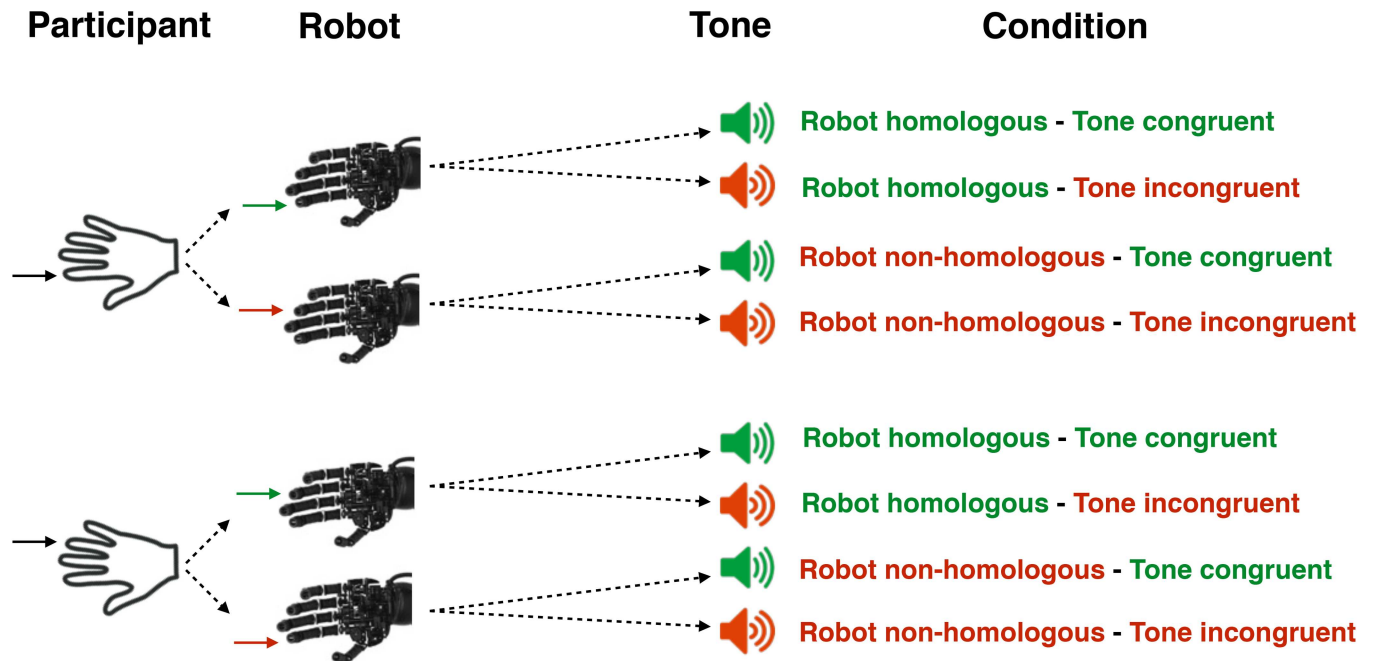 Participant Robot Tone Condition
Robot homologous - Tone congruent
Robot homologous - Tone incongruent
Robot non-homologous - Tone congruent
Robot non-homologous - Tone incongruent
Robot homologous - Tone congruent
Robot homologous - Tone incongruent
Robot non-homologous - Tone congruent
Robot non-homologous - Tone incongruent